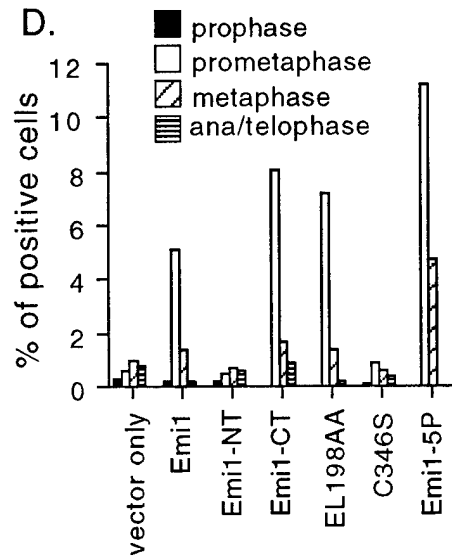 D.
prophase
prometaphase
metaphase
ana/telophase
% of positive cells
12
10
8
6
4
2
0
vector only
Emi1
Emi1-NT
Emi1-CT
EL198AA
C346S
Emi1-5P